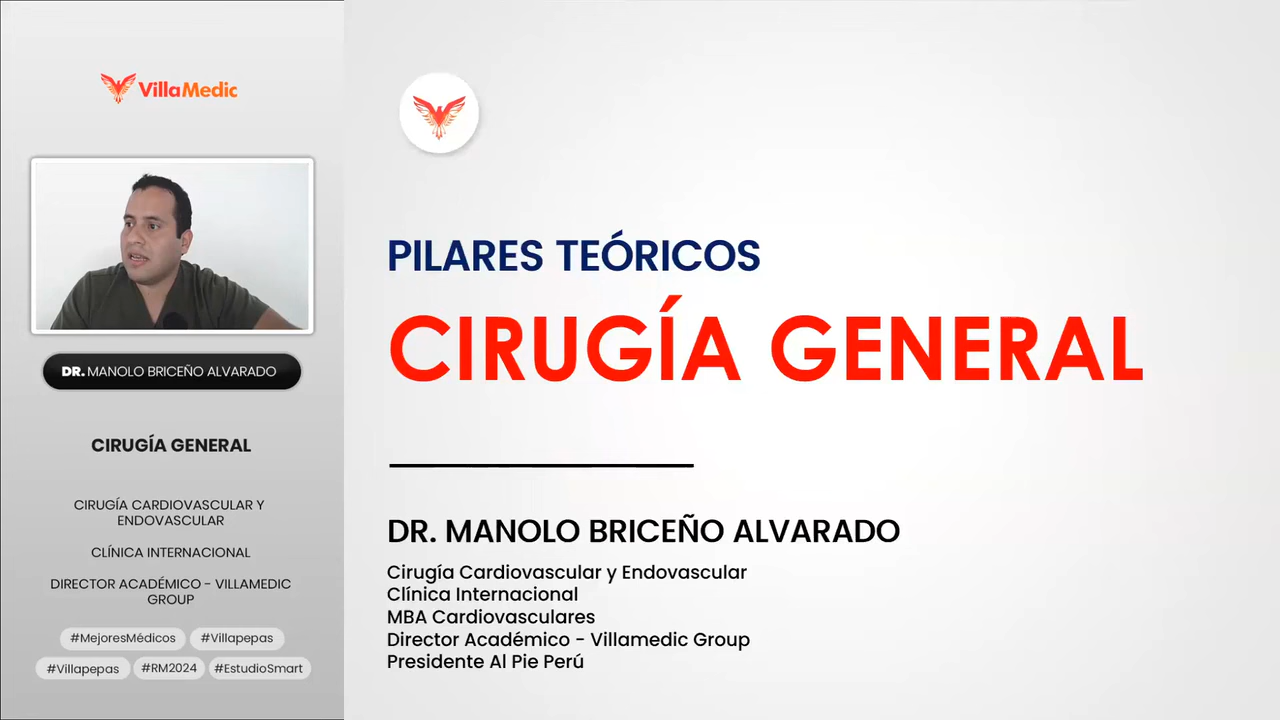 VillaMedic
DR. MANOLO BRICEÑO ALVARADO
CIRUGÍA GENERAL
CIRUGÍA CARDIOVASCULAR Y
ENDOVASCULAR
CLÍNICA INTERNACIONAL
DIRECTOR ACADÉMICO - VILLAMEDIC
GROUP
#MejoresMédicos #Villapepas
#Villapepas #RM2024 #EstudioSmart
PILARES TEÓRICOS
CIRUGÍA GENERAL
DR. MANOLO BRICEÑO ALVARADO
Cirugía Cardiovascular y Endovascular
Clínica Internacional
MBA Cardiovasculares
Director Académico - Villamedic Group
Presidente Al Pie Perú